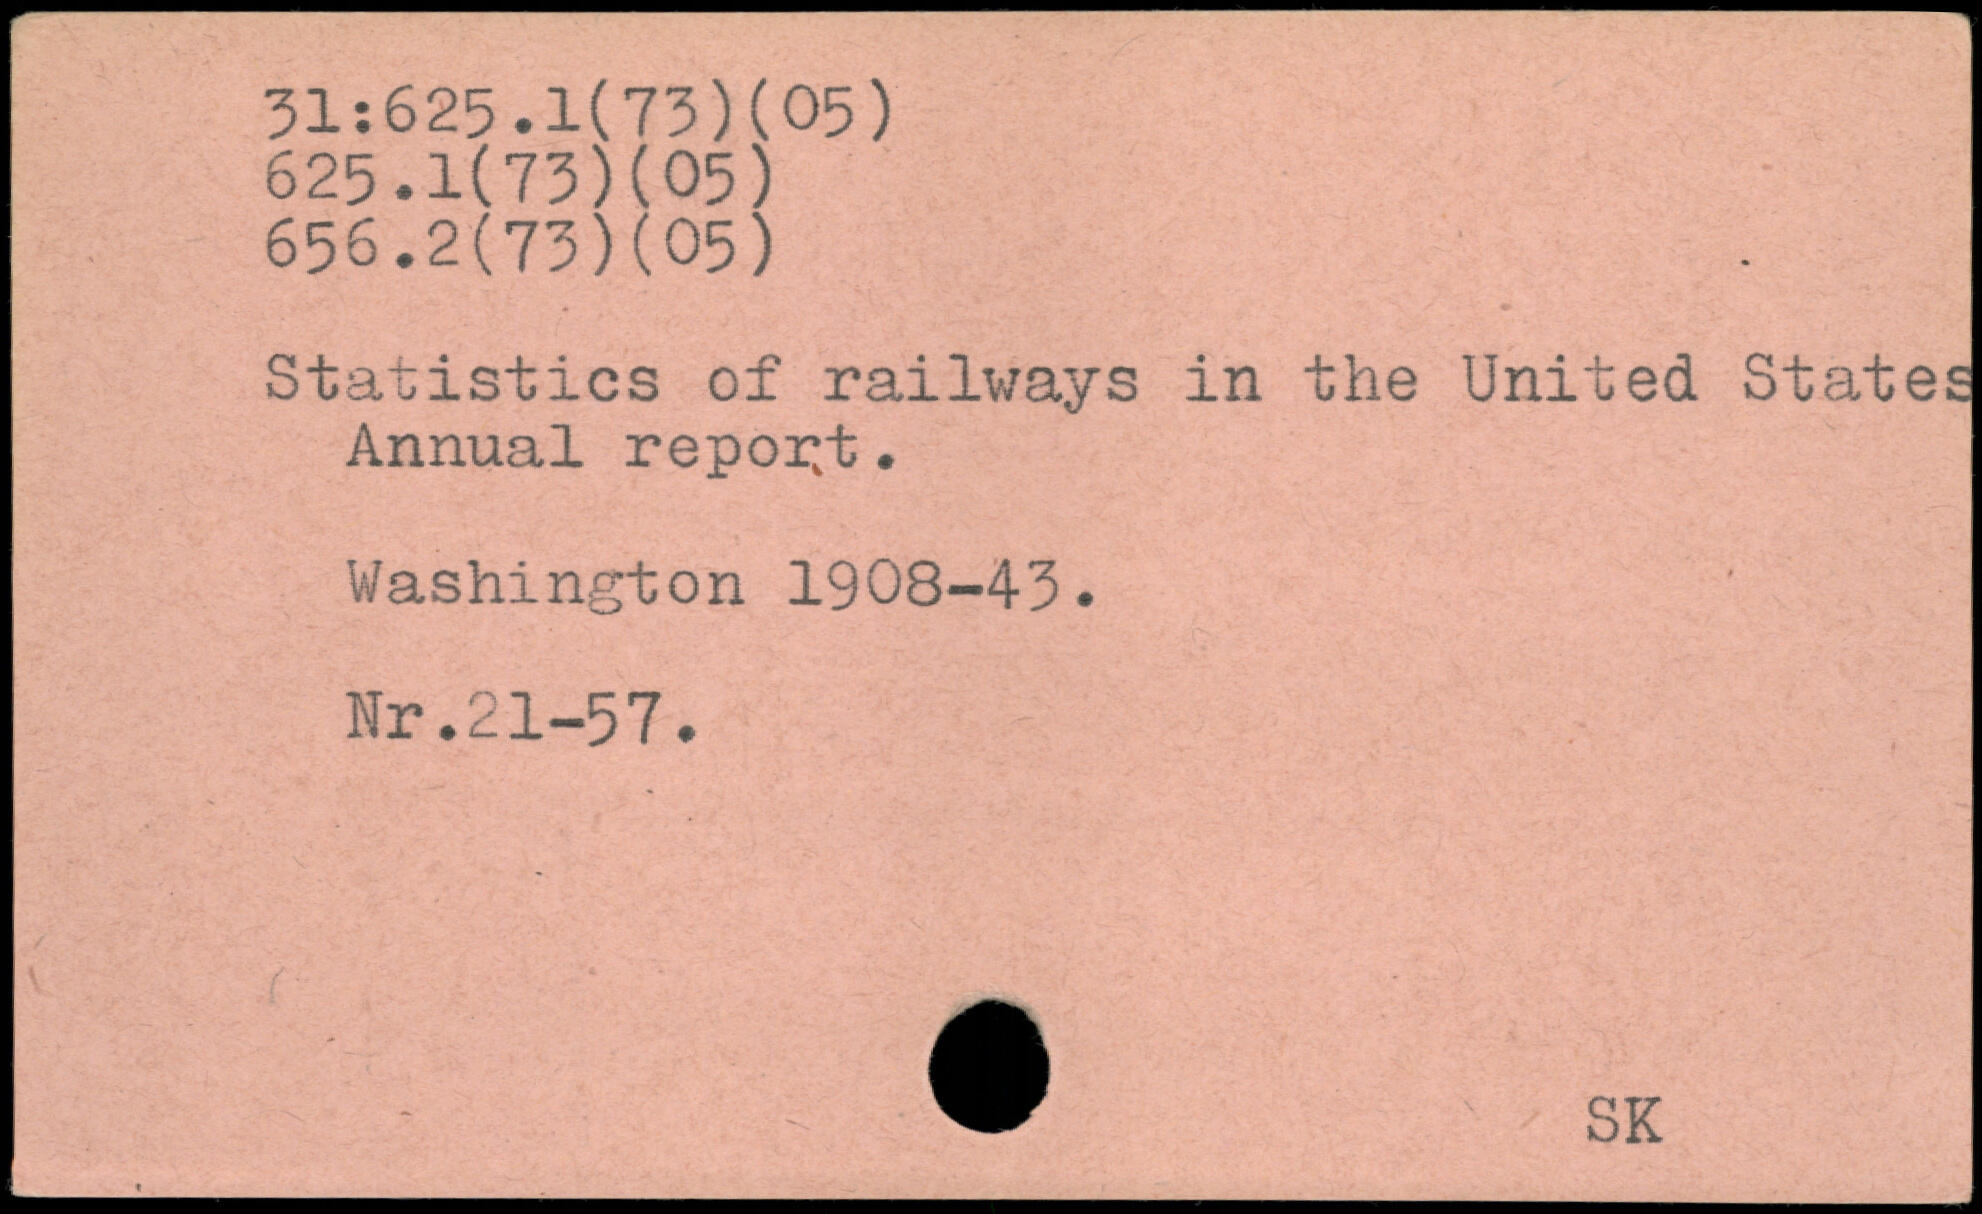 31:625.1(73)(05)
625.1(73)(05)
656.2(73)(05)
Statistics of railways in the United States
Annual report.
Washington 1908-43.
Nr.21-57.
SK